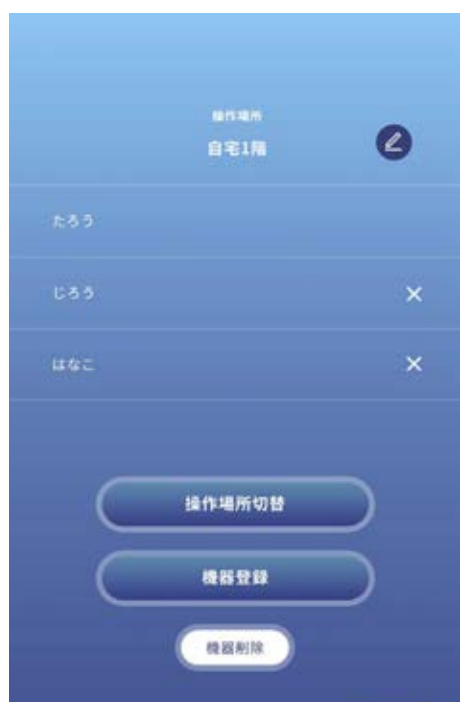 操作場所
自宅1階
たろう
じろう
はなこ
操作場所切替
機器登録
機器削除